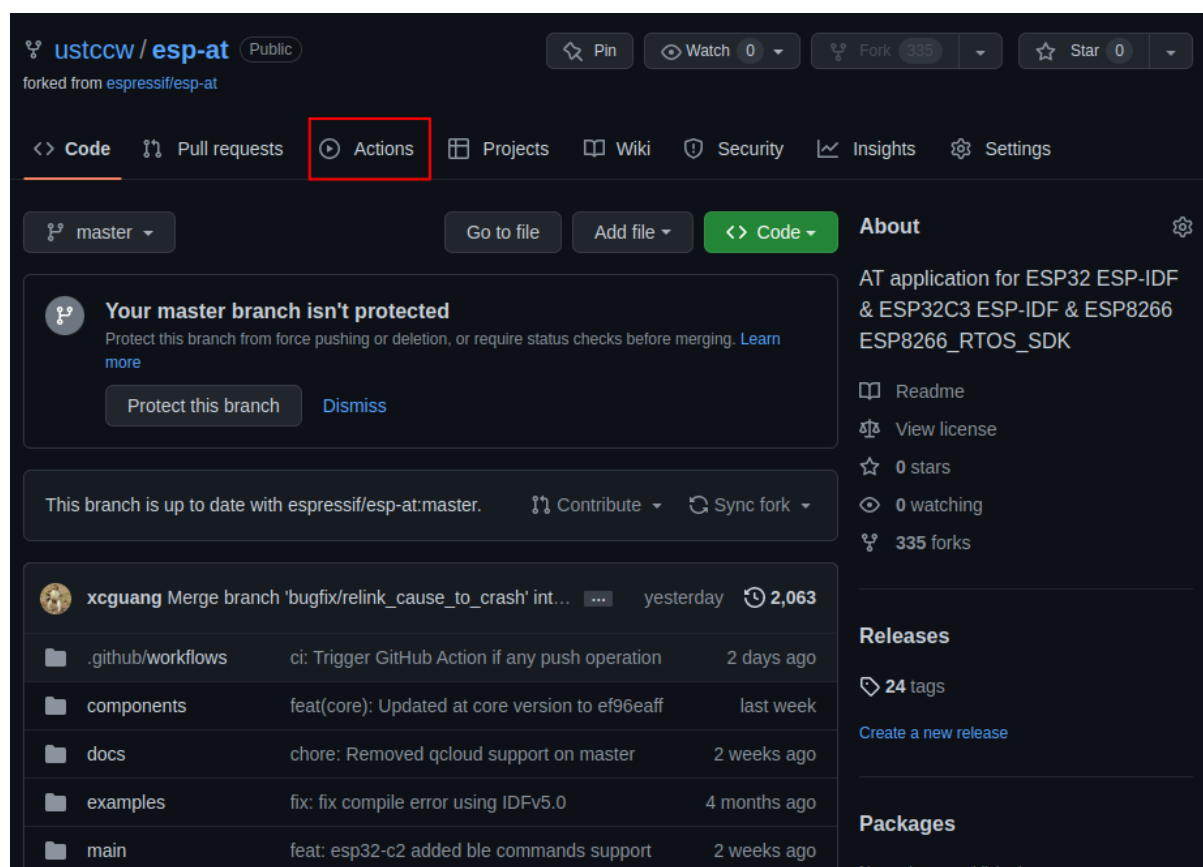 ustccw / esp-at Public
Pin
Watch 0
Fork 335
Star 0
forked from espressif/esp-at
Code
Pull requests
Actions
Projects
Wiki
Security
Insights
Settings
master
Go to file
Add file
Code
Your master branch isn't protected
Protect this branch from force pushing or deletion, or require status checks before merging. Learn
more
Protect this branch
Dismiss
This branch is up to date with espressif/esp-at:master.
Contribute
Sync fork
xcguang Merge branch 'bugfix/relink_cause_to_crash' int… ... yesterday 2,063
.github/workflows ci: Trigger GitHub Action if any push operation 2 days ago
components feat(core): Updated at core version to ef96eaff last week
docs chore: Removed qcloud support on master 2 weeks ago
examples fix: fix compile error using IDFv5.0 4 months ago
main feat: esp32-c2 added ble commands support 2 weeks ago
About
AT application for ESP32 ESP-IDF
& ESP32C3 ESP-IDF & ESP8266
ESP8266_RTOS_SDK
Readme
View license
0 stars
0 watching
335 forks
Releases
24 tags
Create a new release
Packages